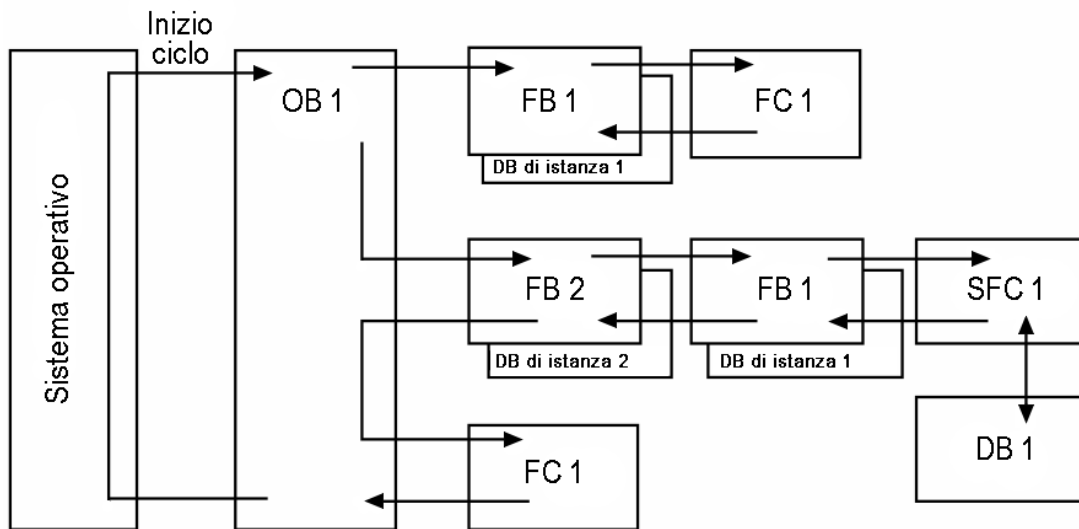 Inizio
ciclo
Sistema operativo
OB 1
FB 1
DB di istanza 1
FC 1
FB 2
DB di istanza 2
FB 1
DB di istanza 1
SFC 1
DB 1
FC 1